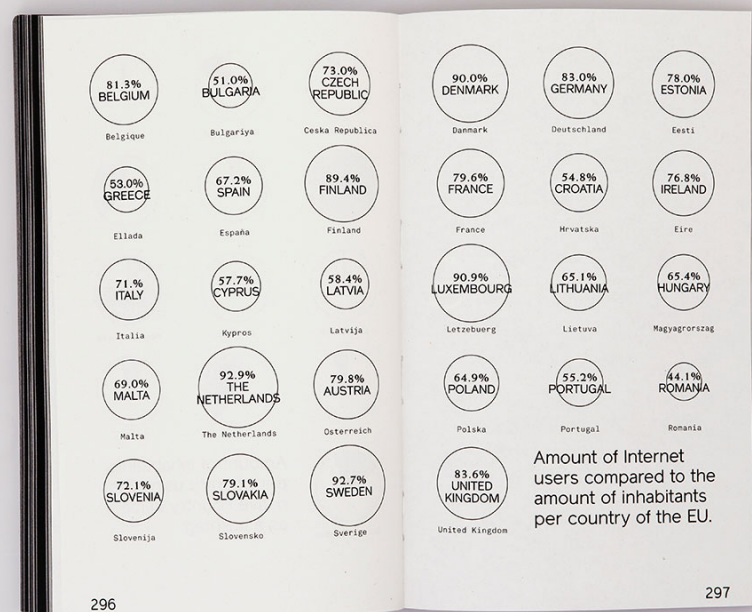 81.3%
BELGIUM
Belgique
51.0%
BULGARIA
Bulgariya
73.0%
CZECH
REPUBLIC
Ceska Republica
53.0%
GREECE
Ellada
67.2%
SPAIN
España
89.4%
FINLAND
Finland
71.%
ITALY
Italia
57.7%
CYPRUS
Kypros
58.4%
LATVIA
Latvija
69.0%
MALTA
Malta
92.9%
THE
NETHERLANDS
The Netherlands
79.8%
AUSTRIA
Osterreich
72.1%
SLOVENIA
Slovenija
79.1%
SLOVAKIA
Slovensko
92.7%
SWEDEN
Sverige
296
90.0%
DENMARK
Danmark
83.0%
GERMANY
Deutschland
78.0%
ESTONIA
Eesti
79.6%
FRANCE
France
54.8%
CROATIA
Hrvatska
76.8%
IRELAND
Eire
90.9%
LUXEMBOURG
Letzebuerg
65.1%
LITHUANIA
Lietuva
65.4%
HUNGARY
Magyagrorszag
64.9%
POLAND
Polska
55.2%
PORTUGAL
Portugal
44.1%
ROMANIA
Romania
83.6%
UNITED
KINGDOM
United Kingdom
Amount of Internet
users compared to the
amount of inhabitants
per country of the EU.
297